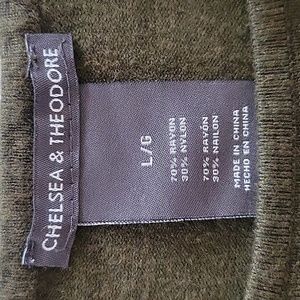 CHELSEA & THEODORE
L/G
70% RAYON
30% NYLON
70% RAYÓN
30% NAILON
MADE IN CHINA
HECHO EN CHINA